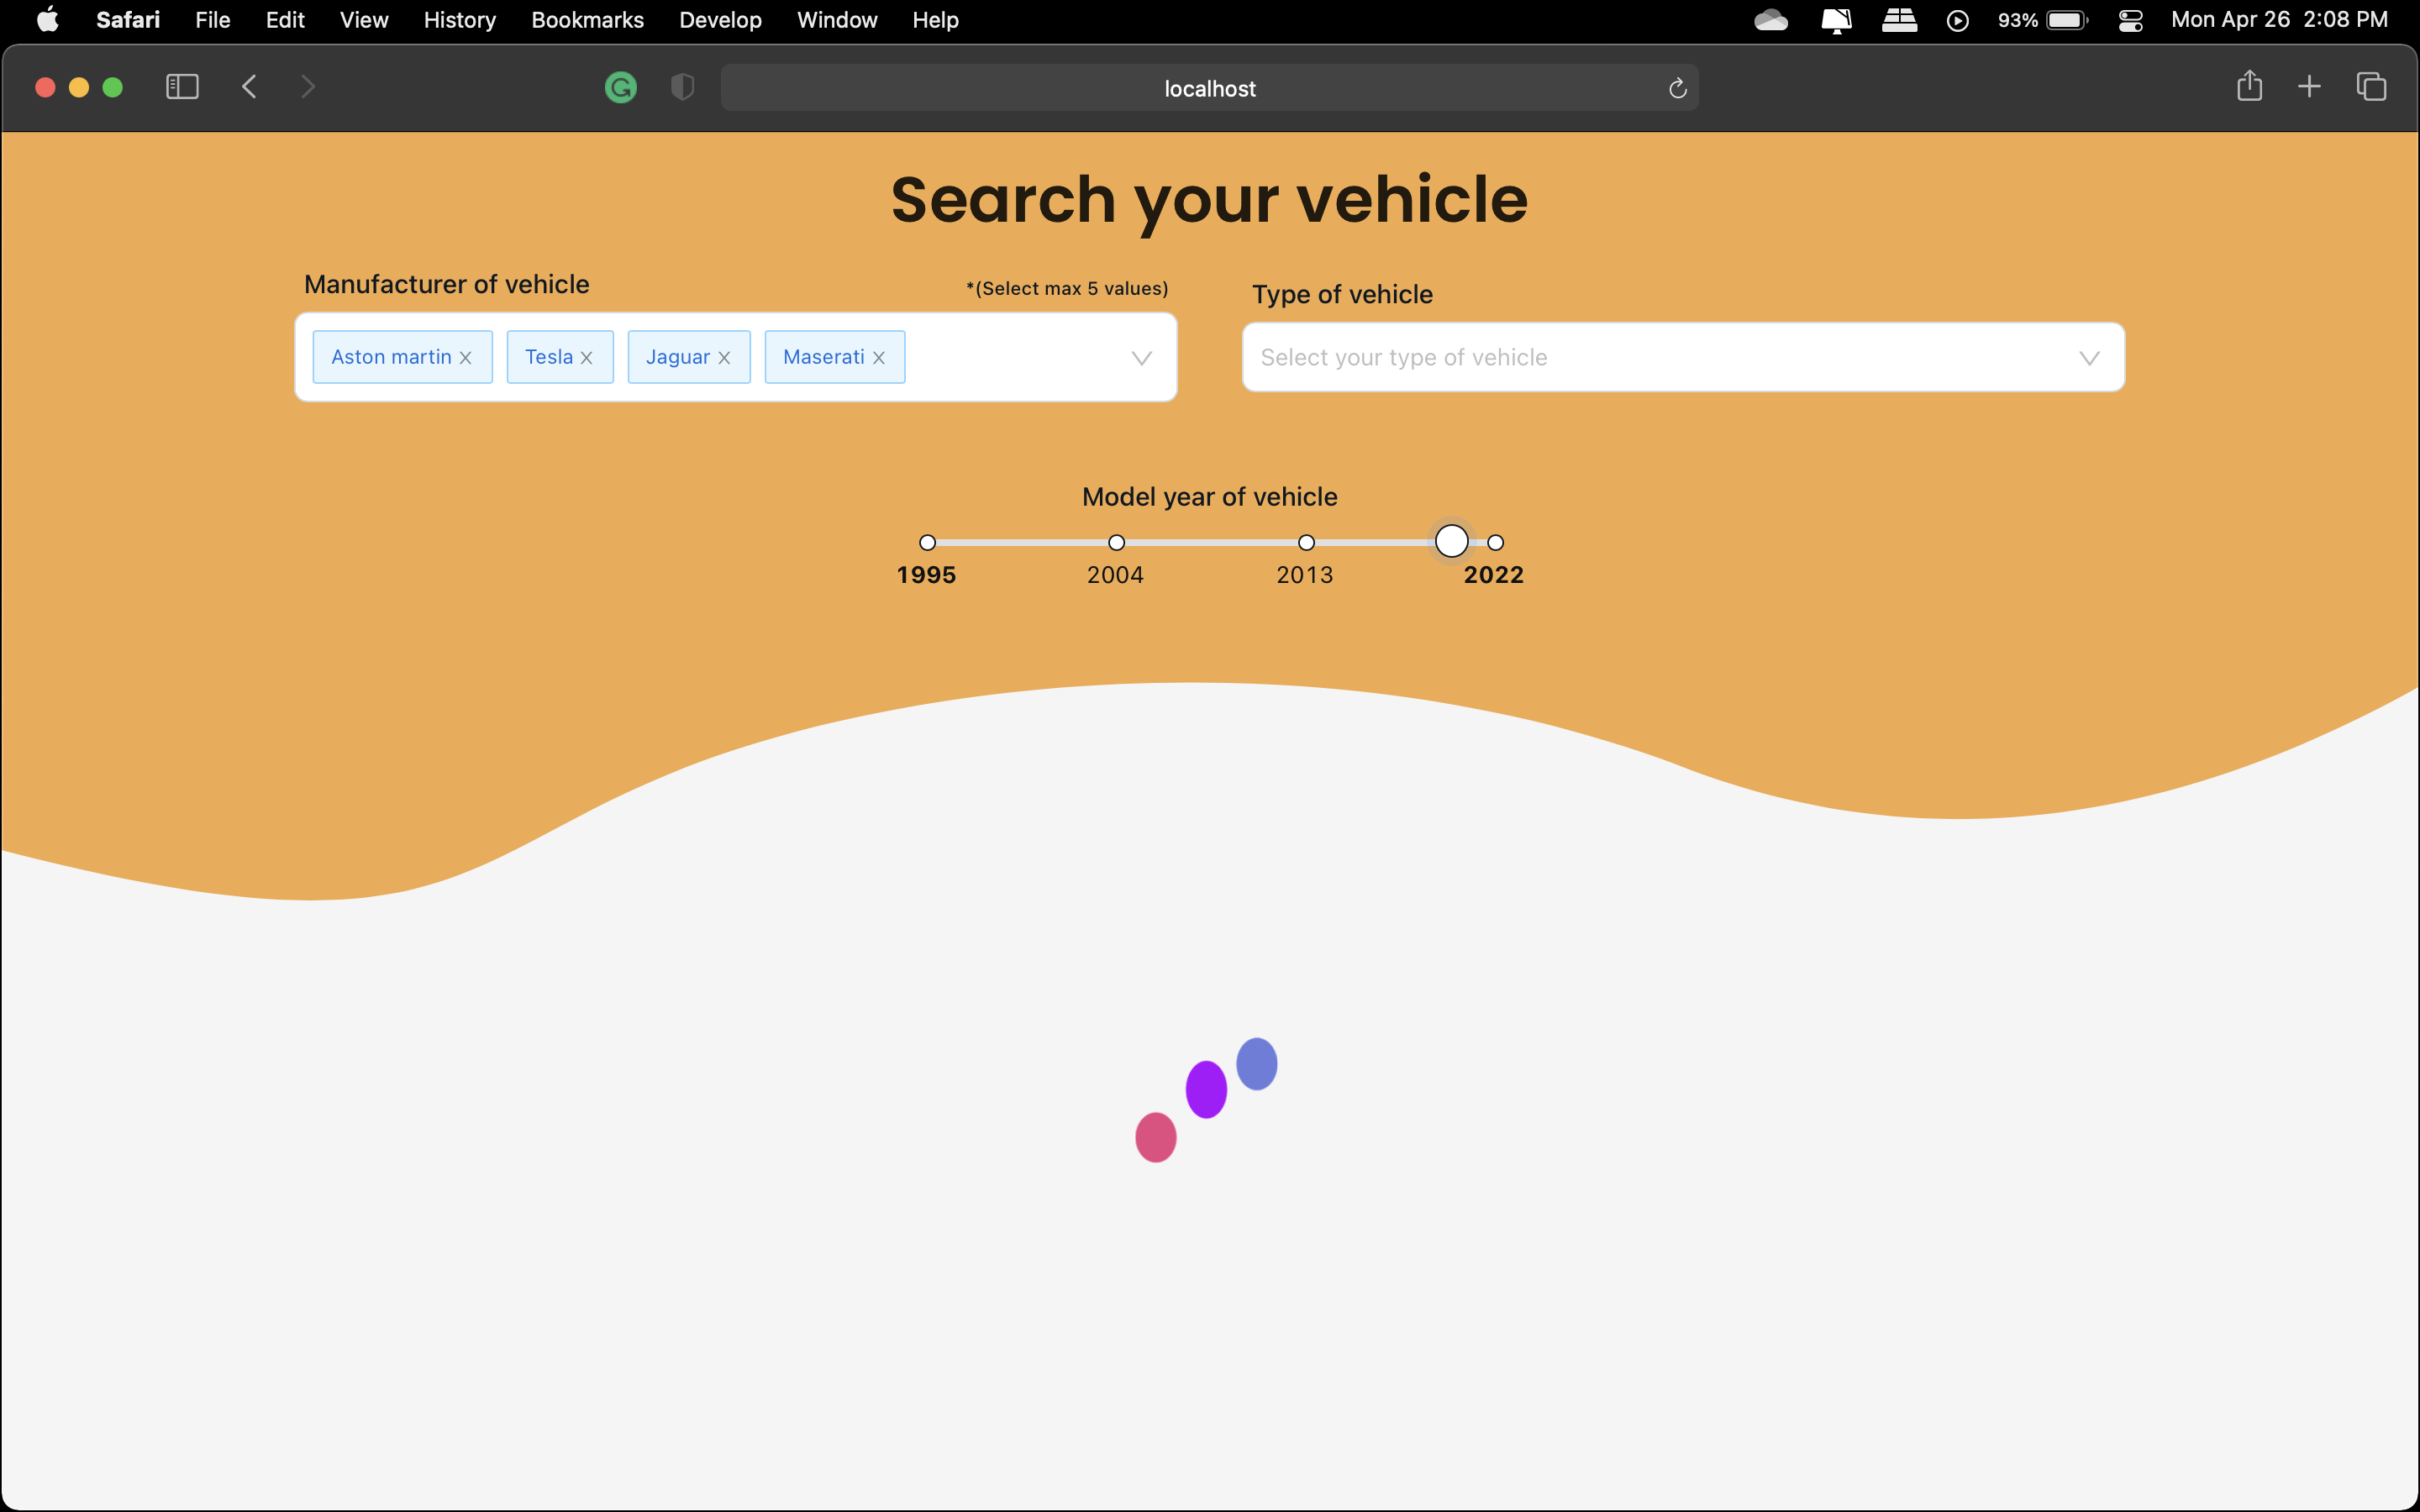 Safari File Edit View History Bookmarks Develop Window Help 93% Mon Apr 26 2:08 PM
localhost
Search your vehicle
Manufacturer of vehicle *(Select max 5 values)
Type of vehicle
Aston martin Tesla Jaguar Maserati
Select your type of vehicle
Model year of vehicle
1995 2004 2013 2022